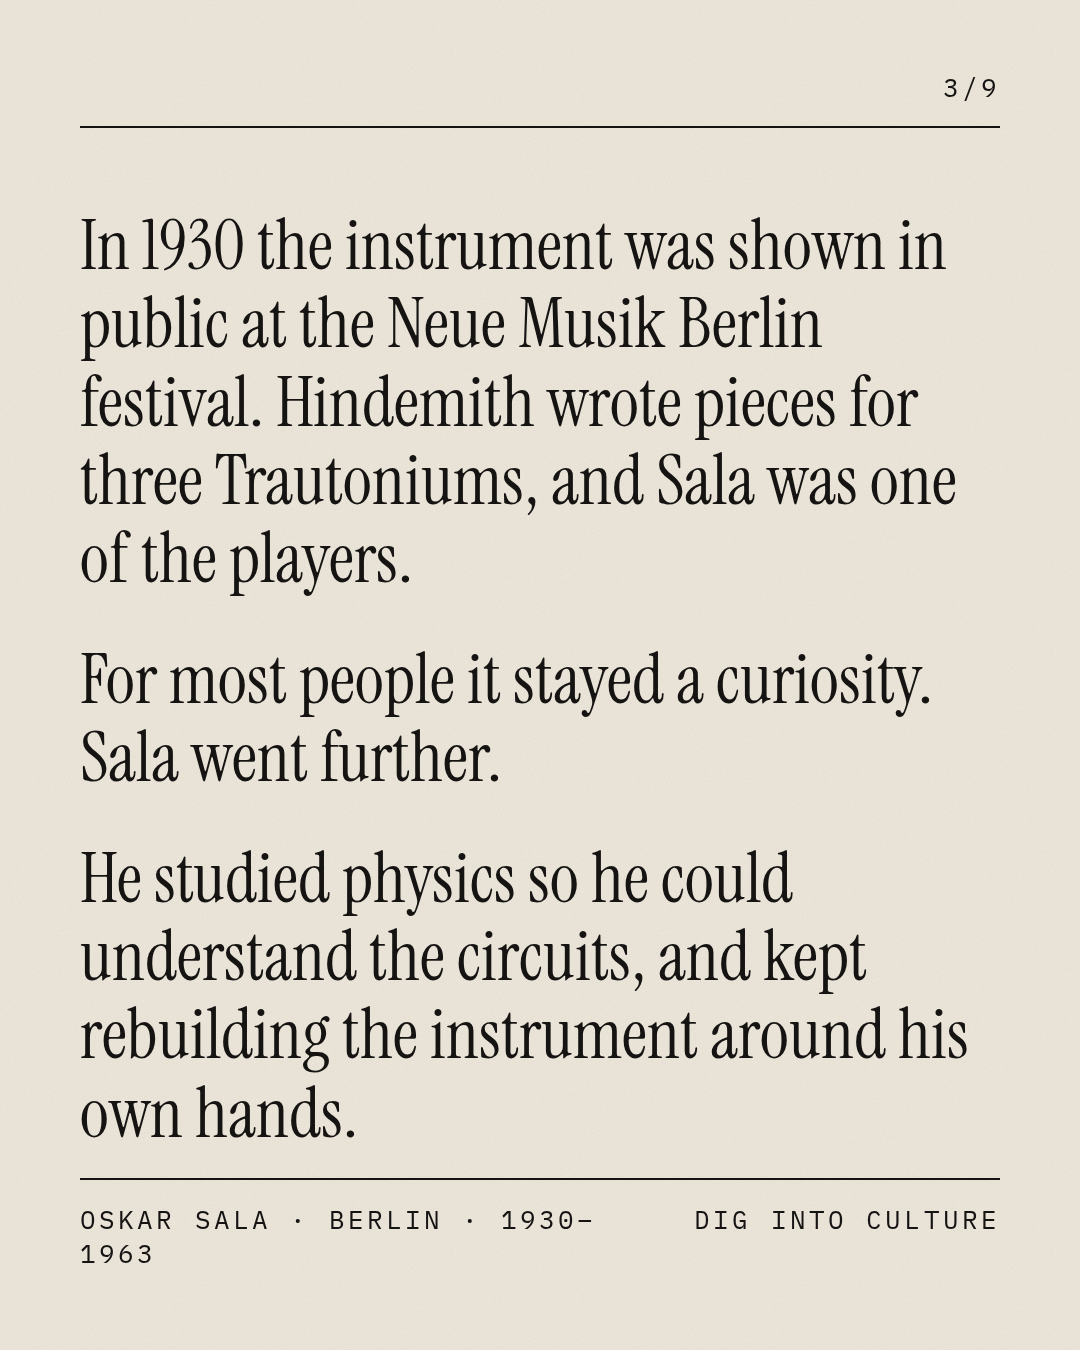 3/9
In 1930 the instrument was shown in
public at the Neue Musik Berlin
festival. Hindemith wrote pieces for
three Trautoniums, and Sala was one
of the players.
For most people it stayed a curiosity.
Sala went further.
He studied physics so he could
understand the circuits, and kept
rebuilding the instrument around his
own hands.
OSKAR SALA · BERLIN · 1930–
1963
DIG INTO CULTURE